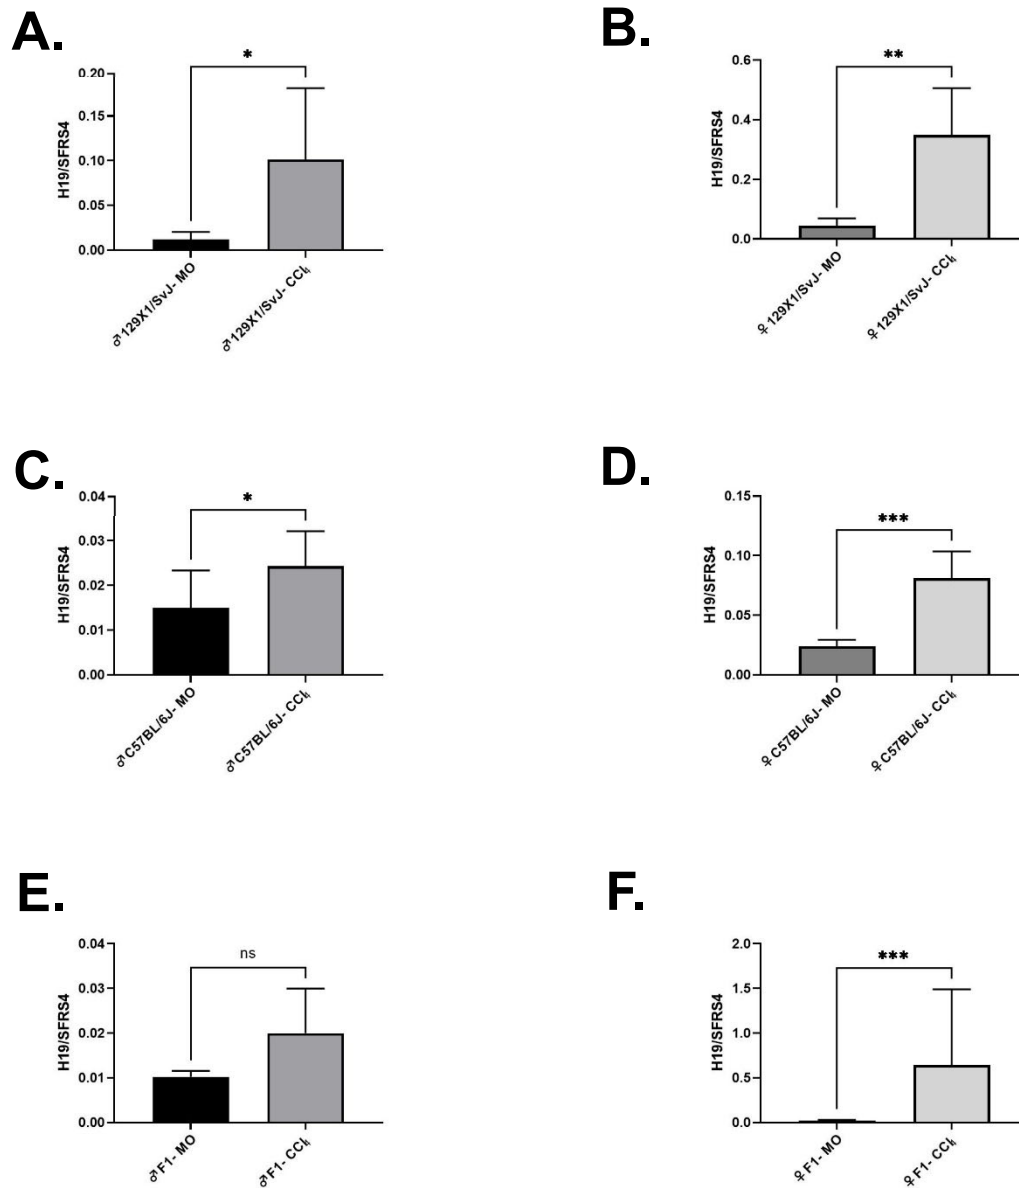 A.
*
H19/SFRS4
0.20
0.15
0.10
0.05
0.00
♂129X1/SvJ- MO
♂129X1/SvJ- CCl₄
B.
**
H19/SFRS4
0.6
0.4
0.2
0.0
♀129X1/SvJ- MO
♀129X1/SvJ- CCl₄
C.
*
H19/SFRS4
0.04
0.03
0.02
0.01
0.00
♂C57BL/6J- MO
♂C57BL/6J- CCl₄
D.
***
H19/SFRS4
0.15
0.10
0.05
0.00
♀C57BL/6J- MO
♀C57BL/6J- CCl₄
E.
ns
H19/SFRS4
0.04
0.03
0.02
0.01
0.00
♂F1- MO
♂F1- CCl₄
F.
***
H19/SFRS4
2.0
1.5
1.0
0.5
0.0
♀F1- MO
♀F1- CCl₄